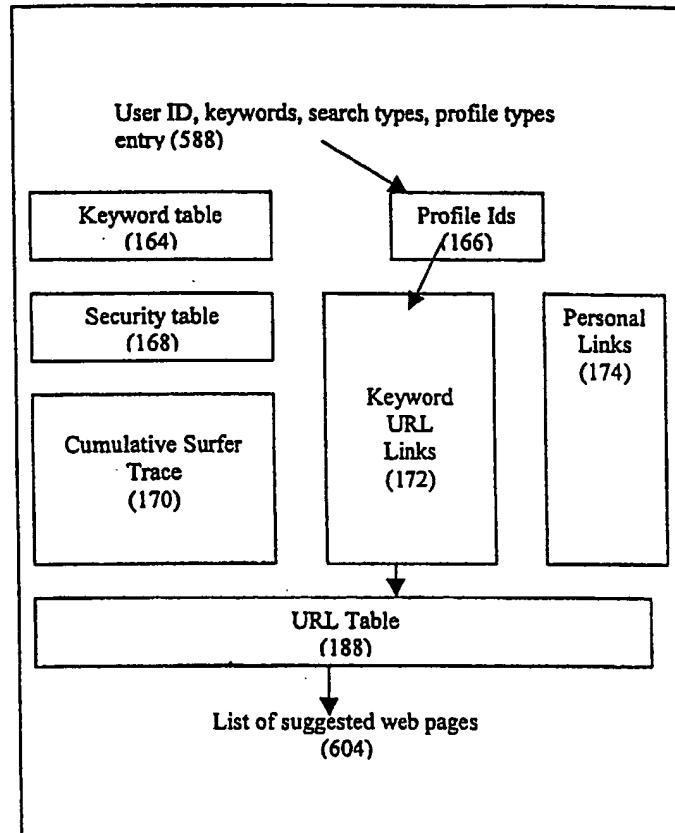 User ID, keywords, search types, profile types
entry (588)
Keyword table
(164)
Profile Ids
(166)
Security table
(168)
Keyword
URL
Links
(172)
Personal
Links
(174)
Cumulative Surfer
Trace
(170)
URL Table
(188)
List of suggested web pages
(604)